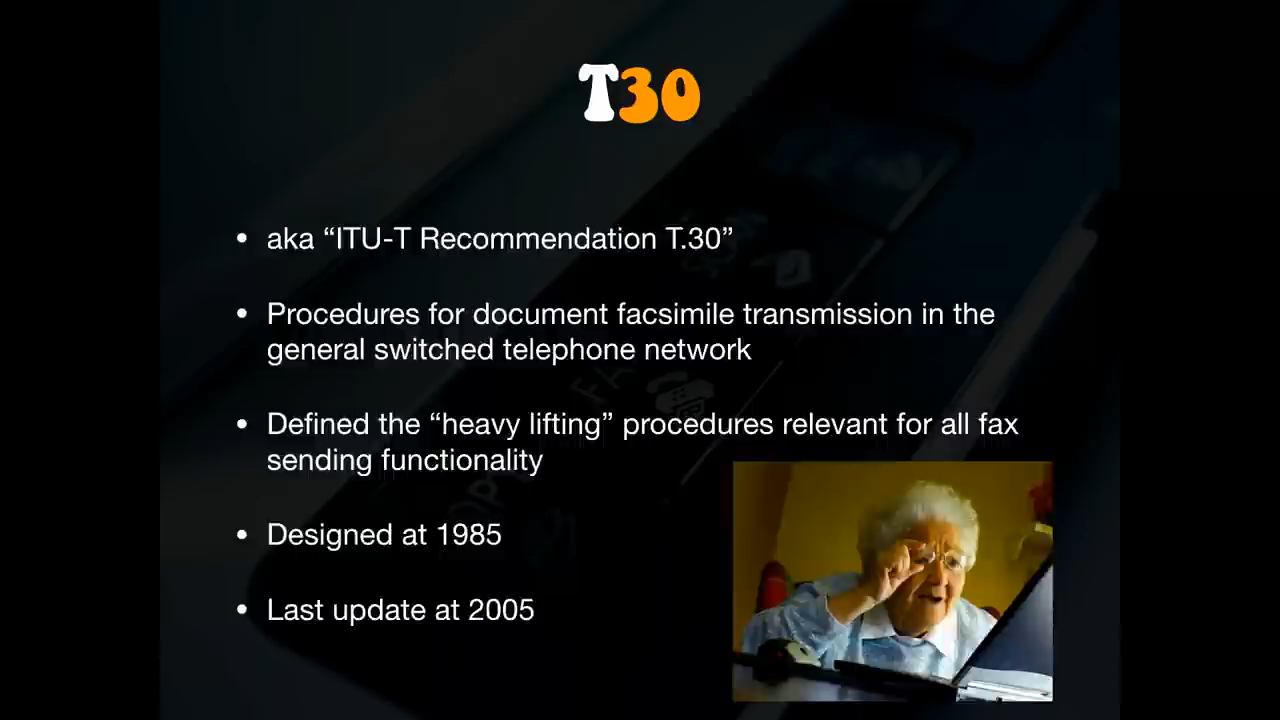 T30
• aka “ITU-T Recommendation T.30”
• Procedures for document facsimile transmission in the
general switched telephone network
• Defined the “heavy lifting” procedures relevant for all fax
sending functionality
• Designed at 1985
• Last update at 2005